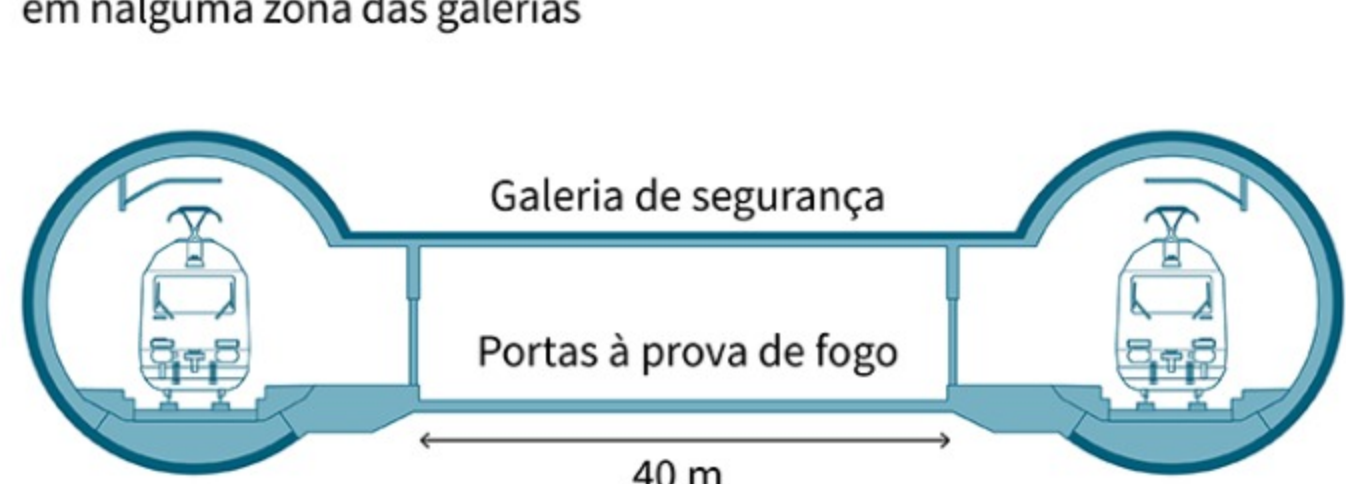 em nalguma zona das galerias
Galeria de segurança
Portas à prova de fogo
40 m